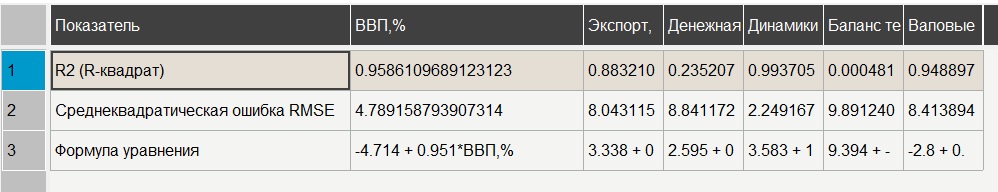 Показатель ВВП,% Экспорт, Денежная Динамики Баланс те Валовые
1 R2 (R-квадрат) 0.9586109689123123 0.883210 0.235207 0.993705 0.000481 0.948897
2 Среднеквадратическая ошибка RMSE 4.789158793907314 8.043115 8.841172 2.249167 9.891240 8.413894
3 Формула уравнения -4.714 + 0.951*ВВП,% 3.338 + 0 2.595 + 0 3.583 + 1 9.394 + - -2.8 + 0.